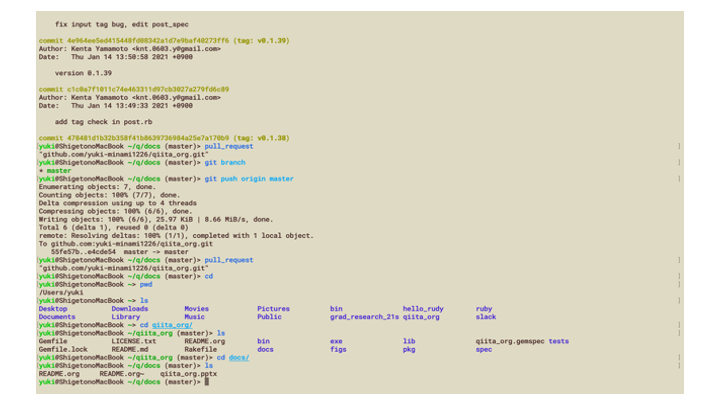 fix input tag bug, edit post_spec
commit 4e964ee5ed415448fd08342a1d7e9baf40273ff6 (tag: v0.1.39)
Author: Kenta Yamamoto <knt.0603.y@gmail.com>
Date:   Thu Jan 14 13:50:58 2021 +0900
version 0.1.39
commit c1c0a7f1011c74e463311d97cb3027a279fd6c89
Author: Kenta Yamamoto <knt.0603.y@gmail.com>
Date:   Thu Jan 14 13:49:33 2021 +0900
add tag check in post.rb
commit 478481d1b32b358f41b8639736984a25e7a170b9 (tag: v0.1.38)
[yuki@ShigetonoMacBook ~/q/docs (master)> pull_request ]
"github.com/yuki-minami1226/qiita_org.git"
[yuki@ShigetonoMacBook ~/q/docs (master)> git branch ]
* master
[yuki@ShigetonoMacBook ~/q/docs (master)> git push origin master ]
Enumerating objects: 7, done.
Counting objects: 100% (7/7), done.
Delta compression using up to 4 threads
Compressing objects: 100% (6/6), done.
Writing objects: 100% (6/6), 25.97 KiB | 8.66 MiB/s, done.
Total 6 (delta 1), reused 0 (delta 0)
remote: Resolving deltas: 100% (1/1), completed with 1 local object.
To github.com:yuki-minami1226/qiita_org.git
55fe57b..e4cde54  master -> master
[yuki@ShigetonoMacBook ~/q/docs (master)> pull_request ]
"github.com/yuki-minami1226/qiita_org.git"
[yuki@ShigetonoMacBook ~/q/docs (master)> cd ]
[yuki@ShigetonoMacBook ~> pwd ]
/Users/yuki
[yuki@ShigetonoMacBook ~> ls ]
Desktop Downloads Movies Pictures bin hello_rudy ruby
Documents Library Music Public grad_research_21s qiita_org slack
[yuki@ShigetonoMacBook ~> cd qiita_org/ ]
[yuki@ShigetonoMacBook ~/qiita_org (master)> ls ]
Gemfile LICENSE.txt README.org bin exe lib qiita_org.gemspec tests
Gemfile.lock README.md Rakefile docs figs pkg spec
[yuki@ShigetonoMacBook ~/qiita_org (master)> cd docs/ ]
[yuki@ShigetonoMacBook ~/q/docs (master)> ls ]
README.org README.org~ qiita_org.pptx
yuki@ShigetonoMacBook ~/q/docs (master)>